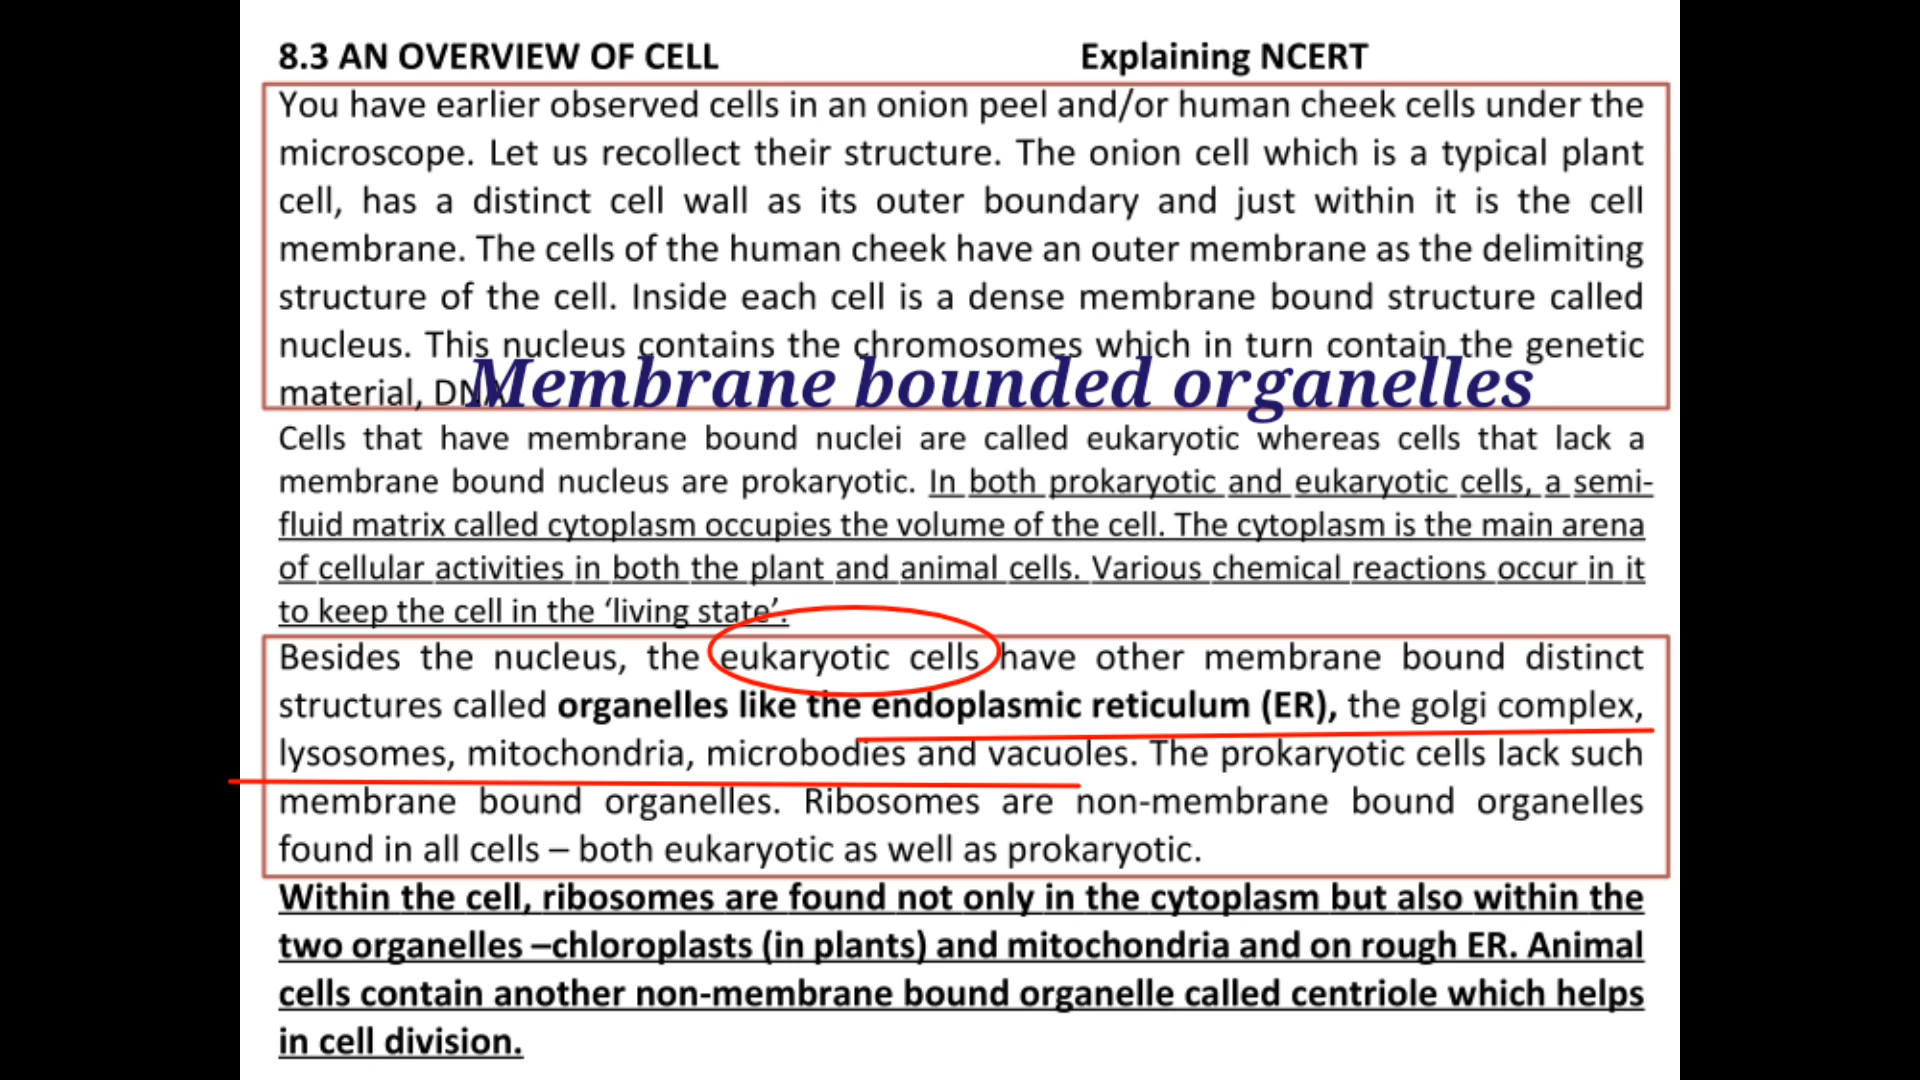 8.3 AN OVERVIEW OF CELL Explaining NCERT
You have earlier observed cells in an onion peel and/or human cheek cells under the
microscope. Let us recollect their structure. The onion cell which is a typical plant
cell, has a distinct cell wall as its outer boundary and just within it is the cell
membrane. The cells of the human cheek have an outer membrane as the delimiting
structure of the cell. Inside each cell is a dense membrane bound structure called
nucleus. This nucleus contains the chromosomes which in turn contain the genetic
material, DNA
Membrane bounded organelles
Cells that have membrane bound nuclei are called eukaryotic whereas cells that lack a
membrane bound nucleus are prokaryotic. In both prokaryotic and eukaryotic cells, a semi-
fluid matrix called cytoplasm occupies the volume of the cell. The cytoplasm is the main arena
of cellular activities in both the plant and animal cells. Various chemical reactions occur in it
to keep the cell in the ‘living state’.
Besides the nucleus, the eukaryotic cells have other membrane bound distinct
structures called organelles like the endoplasmic reticulum (ER), the golgi complex,
lysosomes, mitochondria, microbodies and vacuoles. The prokaryotic cells lack such
membrane bound organelles. Ribosomes are non-membrane bound organelles
found in all cells – both eukaryotic as well as prokaryotic.
Within the cell, ribosomes are found not only in the cytoplasm but also within the
two organelles –chloroplasts (in plants) and mitochondria and on rough ER. Animal
cells contain another non-membrane bound organelle called centriole which helps
in cell division.